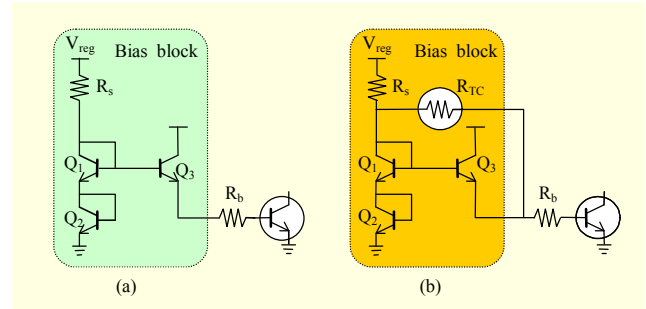 V_reg Bias block
R_s
Q_1
Q_3
Q_2
R_b
(a)
V_reg Bias block
R_s
R_TC
Q_1
Q_3
Q_2
R_b
(b)